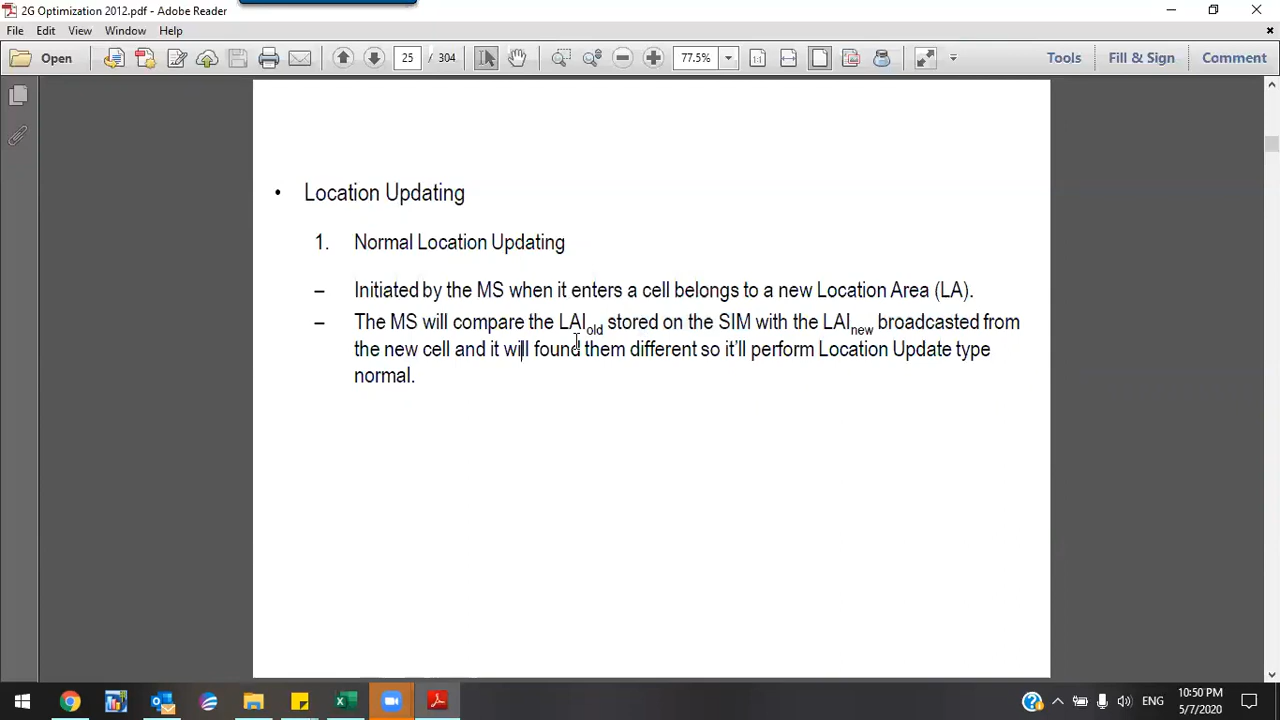 2G Optimization 2012.pdf - Adobe Reader
File Edit View Window Help
Open 25 / 304 77.5% Tools Fill & Sign Comment
• Location Updating
1. Normal Location Updating
– Initiated by the MS when it enters a cell belongs to a new Location Area (LA).
– The MS will compare the LAIold stored on the SIM with the LAInew broadcasted from
the new cell and it will found them different so it’ll perform Location Update type
normal.
ENG
10:50 PM
5/7/2020